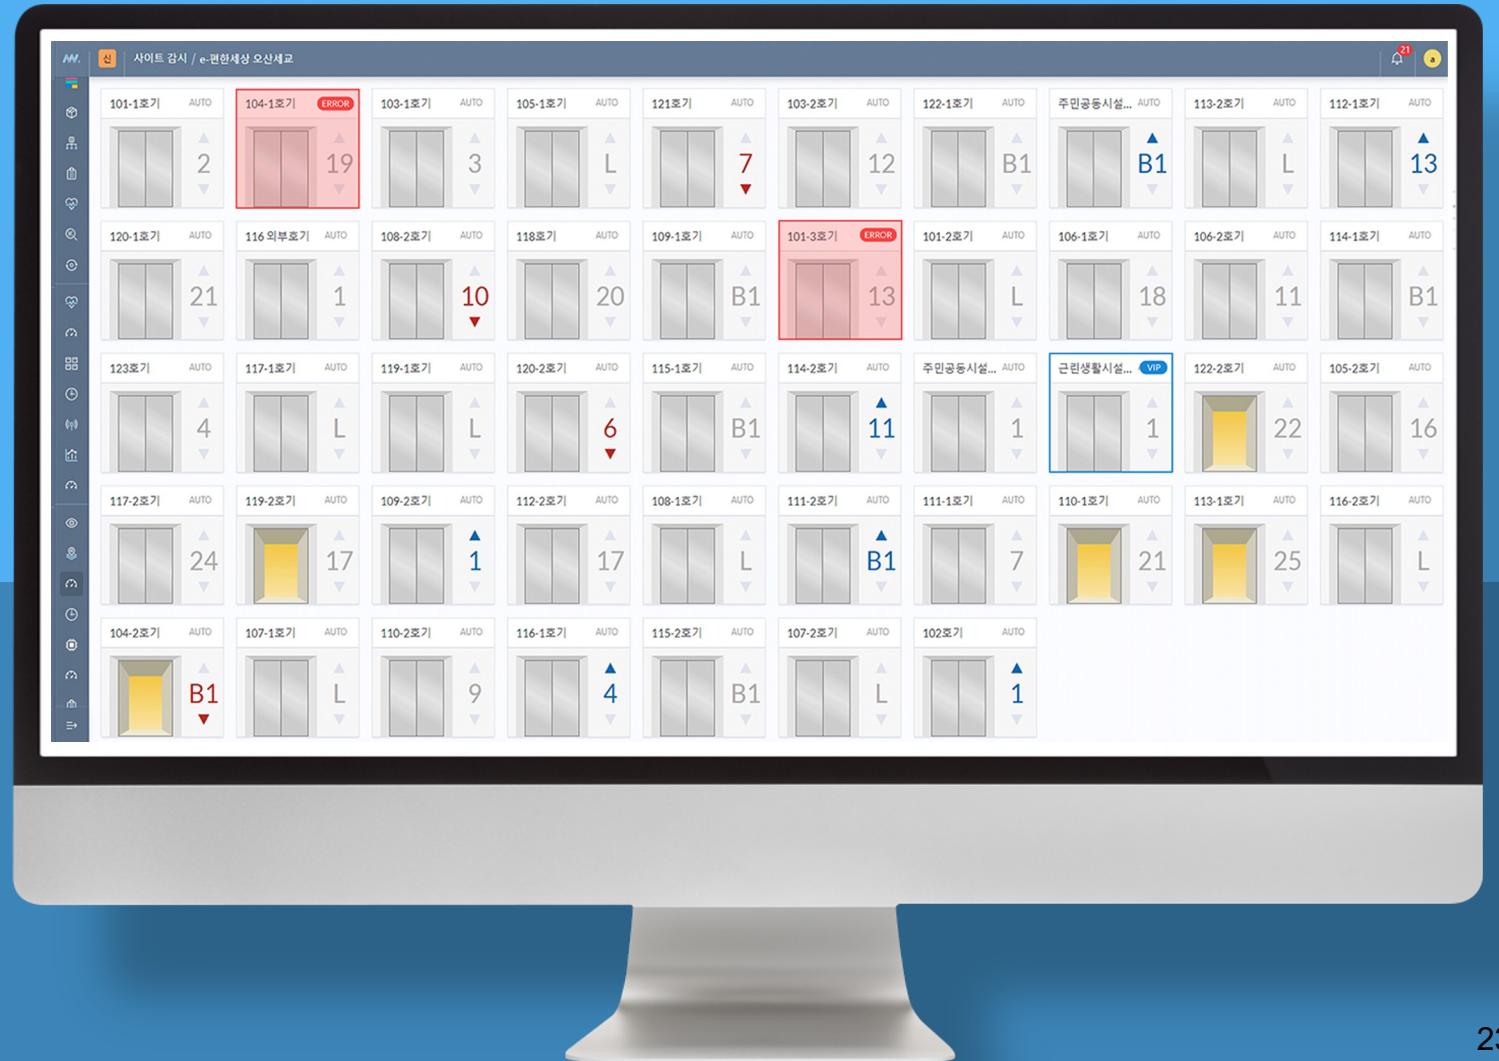 신 사이트 감시 / e-편한세상 오산세교 21 a
101-1호기 AUTO 104-1호기 ERROR 103-1호기 AUTO 105-1호기 AUTO 121호기 AUTO 103-2호기 AUTO 122-1호기 AUTO 주민공동시설... AUTO 113-2호기 AUTO 112-1호기 AUTO
2 19 3 L 7 12 B1 B1 L 13
120-1호기 AUTO 116 외부호기 AUTO 108-2호기 AUTO 118호기 AUTO 109-1호기 AUTO 101-3호기 ERROR 101-2호기 AUTO 106-1호기 AUTO 106-2호기 AUTO 114-1호기 AUTO
21 1 10 20 B1 13 L 18 11 B1
123호기 AUTO 117-1호기 AUTO 119-1호기 AUTO 120-2호기 AUTO 115-1호기 AUTO 114-2호기 AUTO 주민공동시설... AUTO 근린생활시설... VIP 122-2호기 AUTO 105-2호기 AUTO
4 L L 6 B1 11 1 1 22 16
117-2호기 AUTO 119-2호기 AUTO 109-2호기 AUTO 112-2호기 AUTO 108-1호기 AUTO 111-2호기 AUTO 111-1호기 AUTO 110-1호기 AUTO 113-1호기 AUTO 116-2호기 AUTO
24 17 1 17 L B1 7 21 25 L
104-2호기 AUTO 107-1호기 AUTO 110-2호기 AUTO 116-1호기 AUTO 115-2호기 AUTO 107-2호기 AUTO 102호기 AUTO
B1 L 9 4 B1 L 1